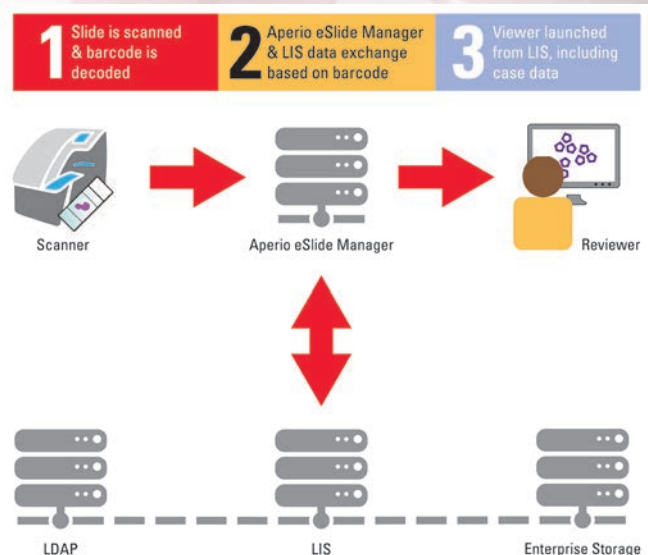 1 Slide is scanned
& barcode is
decoded
2 Aperio eSlide Manager
& LIS data exchange
based on barcode
3 Viewer launched
from LIS, including
case data
Scanner
Aperio eSlide Manager
Reviewer
LDAP
LIS
Enterprise Storage